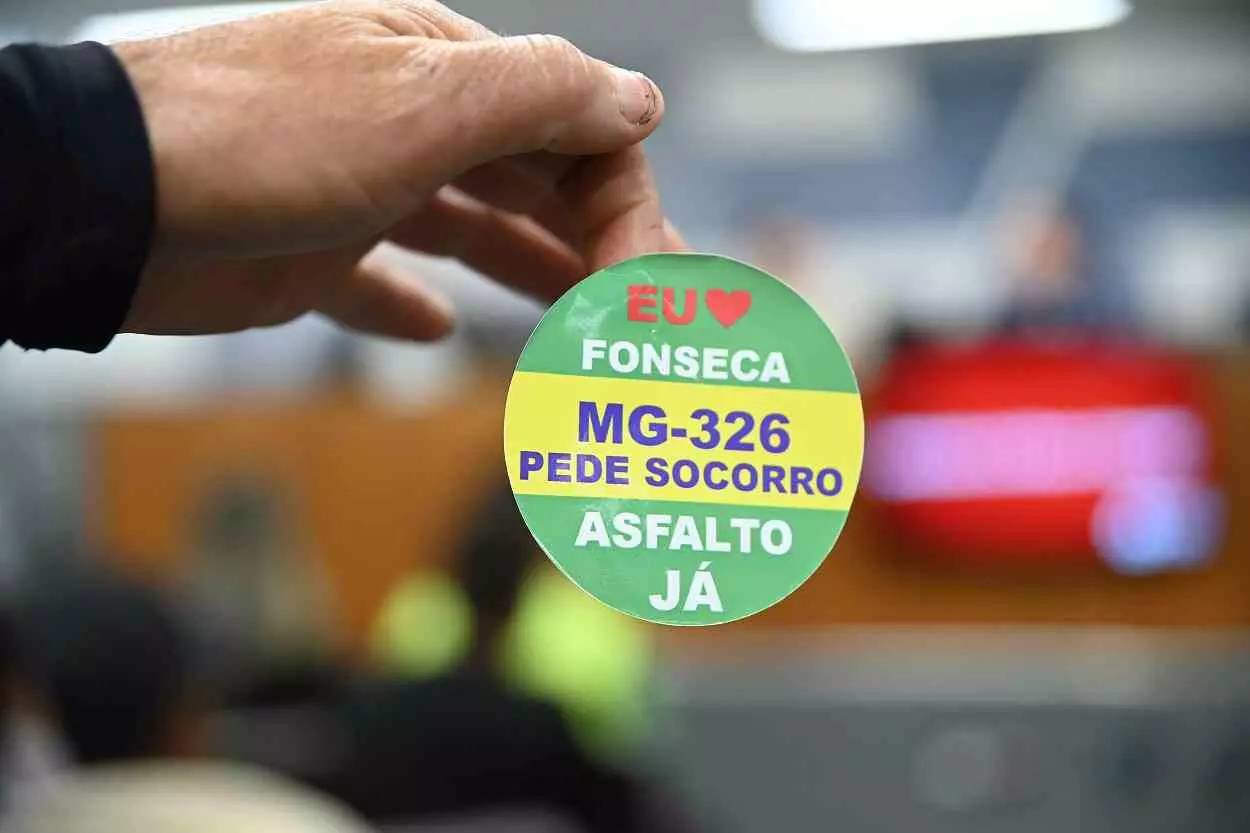 EU ❤
FONSECA
MG-326
PEDE SOCORRO
ASFALTO
JÁ